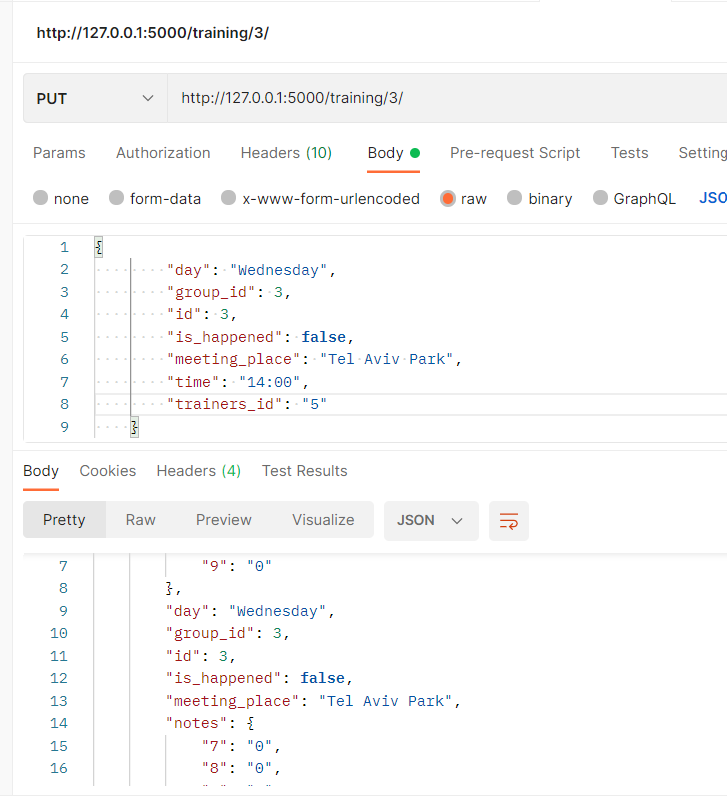 http://127.0.0.1:5000/training/3/
PUT http://127.0.0.1:5000/training/3/
Params Authorization Headers (10) Body Pre-request Script Tests Setting
none form-data x-www-form-urlencoded raw binary GraphQL JSO
1 {
2 "day": "Wednesday",
3 "group_id": 3,
4 "id": 3,
5 "is_happened": false,
6 "meeting_place": "Tel Aviv Park",
7 "time": "14:00",
8 "trainers_id": "5"
9 }
Body Cookies Headers (4) Test Results
Pretty Raw Preview Visualize JSON
7 "9": "0"
8 },
9 "day": "Wednesday",
10 "group_id": 3,
11 "id": 3,
12 "is_happened": false,
13 "meeting_place": "Tel Aviv Park",
14 "notes": {
15 "7": "0",
16 "8": "0",